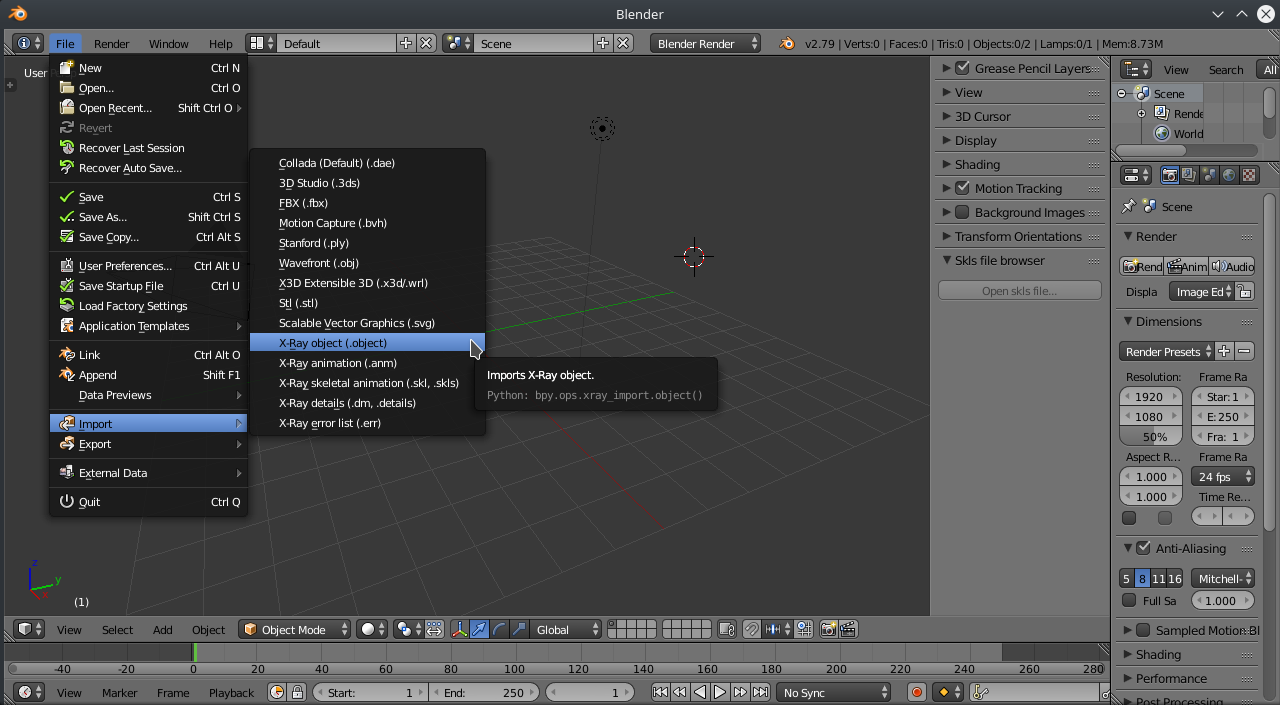 Blender
File Render Window Help Default Scene Blender Render v2.79 | Verts:0 | Faces:0 | Tris:0 | Objects:0/2 | Lamps:0/1 | Mem:8.73M
User
New Ctrl N
Open... Ctrl O
Open Recent... Shift Ctrl O
Revert
Recover Last Session
Recover Auto Save...
Save Ctrl S
Save As... Shift Ctrl S
Save Copy... Ctrl Alt S
User Preferences... Ctrl Alt U
Save Startup File Ctrl U
Load Factory Settings
Application Templates
Link Ctrl Alt O
Append Shift F1
Data Previews
Import
Export
External Data
Quit Ctrl Q
Collada (Default) (.dae)
3D Studio (.3ds)
FBX (.fbx)
Motion Capture (.bvh)
Stanford (.ply)
Wavefront (.obj)
X3D Extensible 3D (.x3d/.wrl)
Stl (.stl)
Scalable Vector Graphics (.svg)
X-Ray object (.object)
X-Ray animation (.anm)
X-Ray skeletal animation (.skl, .skls)
X-Ray details (.dm, .details)
X-Ray error list (.err)
Imports X-Ray object.
Python: bpy.ops.xray_import.object()
z
y
x
(1)
Grease Pencil Layers
View
3D Cursor
Display
Shading
Motion Tracking
Background Images
Transform Orientations
Skls file browser
Open skls file...
View Search All
Scene
Rende
World
Scene
Render
Rend Anim Audio
Displa Image Ed
Dimensions
Render Presets
Resolution: Frame Ra
1920 Star: 1
1080 E: 250
50% Fra: 1
Aspect R... Frame Ra
1.000 24 fps
1.000 Time Re...
Anti-Aliasing
5 8 11 16 Mitchell-
Full Sa 1.000
Sampled Motion Bl
Shading
Performance
Post Processing
View Select Add Object Object Mode Global
-40 -20 0 20 40 60 80 100 120 140 160 180 200 220 240 260 280
View Marker Frame Playback Start: 1 End: 250 1 No Sync